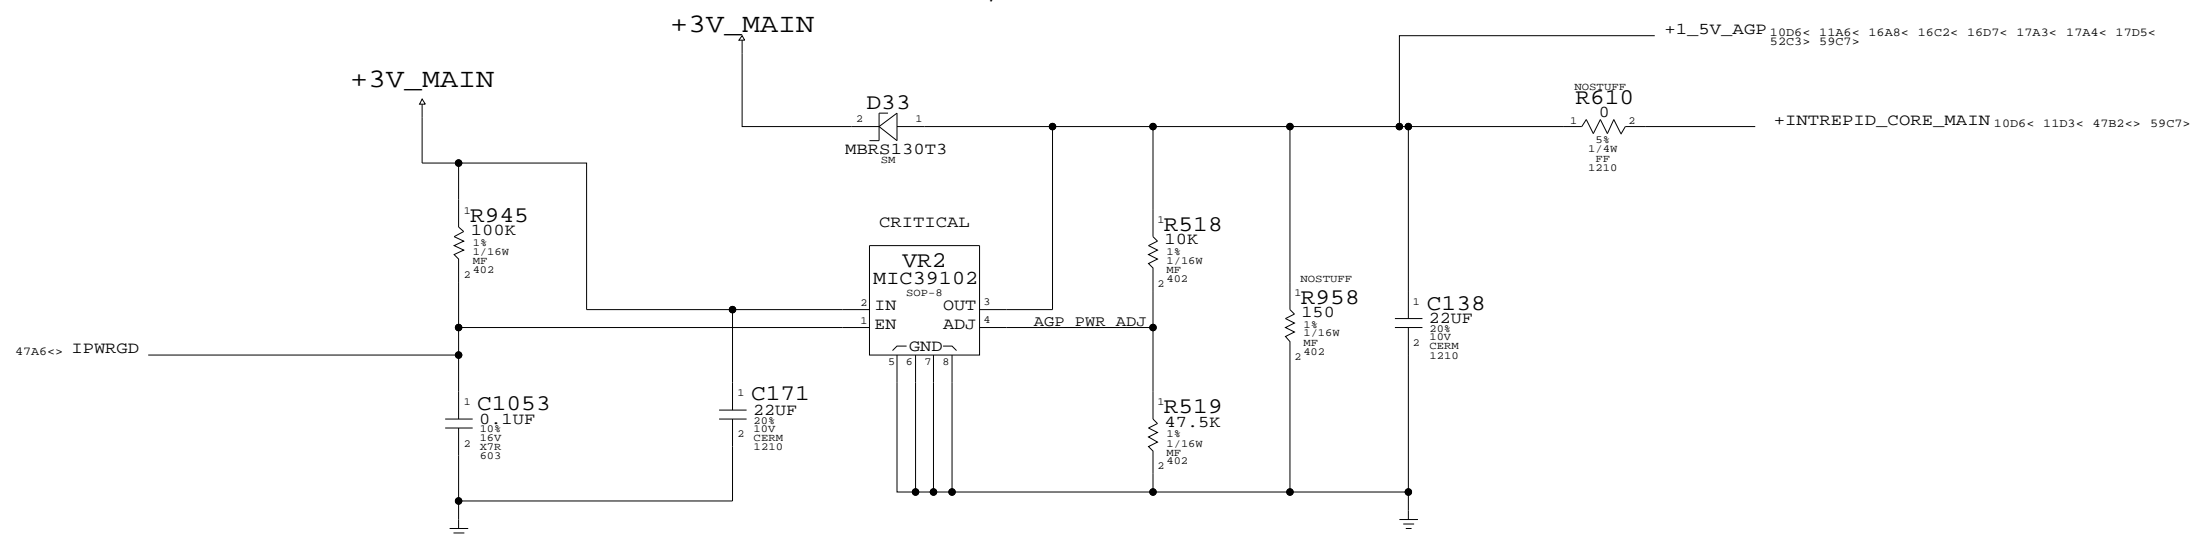 +3V_MAIN
+1_5V_AGP 10D6< 11A6< 16A8< 16C2< 16D7< 17A3< 17A4< 17D5<
52C3> 59C7>
+3V_MAIN
NOSTUFF
R610
0
1
2
5%
1/4W
FF
1210
+INTREPID_CORE_MAIN 10D6< 11D3< 47B2<> 59C7>
D33
2
1
MBRS130T3
SM
1
R945
100K
1%
1/16W
MF
402
2
CRITICAL
VR2
MIC39102
SOP-8
2 IN
OUT 3
1 EN
ADJ 4
GND
5 6 7 8
AGP_PWR_ADJ
1
R518
10K
1%
1/16W
MF
402
2
NOSTUFF
1
R958
150
1%
1/16W
MF
402
2
1
C138
22UF
20%
10V
CERM
1210
2
47A6<> IPWRGD
1
C1053
0.1UF
10%
16V
X7R
603
2
1
C171
22UF
20%
10V
CERM
1210
2
1
R519
47.5K
1%
1/16W
MF
402
2